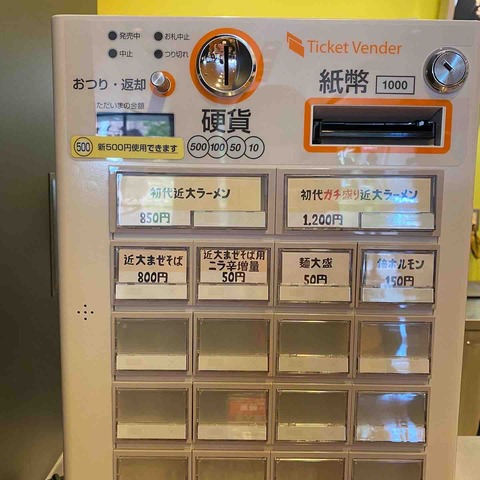 発売中
お札中止
中止
つり切れ
Ticket Vender
おつり・返却
紙幣
1000
ただいまの金額
硬貨
500 新500円使用できます
500 100 50 10
初代近大ラーメン
850円
初代ガチ盛り近大ラーメン
1.200円
近大まぜそば
800円
近大まぜそば用
ニラ辛増量
50円
麺大盛
50円
倍ホルモン
150円